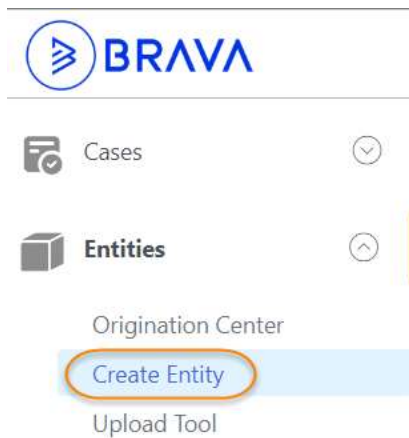 BRAVA
Cases
Entities
Origination Center
Create Entity
Upload Tool